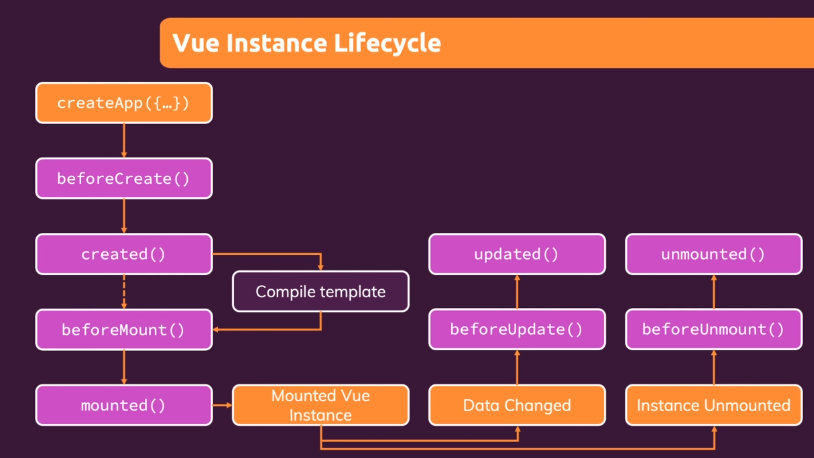 Vue Instance Lifecycle
createApp({…})
beforeCreate()
created()
Compile template
beforeMount()
mounted()
Mounted Vue
Instance
updated()
beforeUpdate()
Data Changed
unmounted()
beforeUnmount()
Instance Unmounted